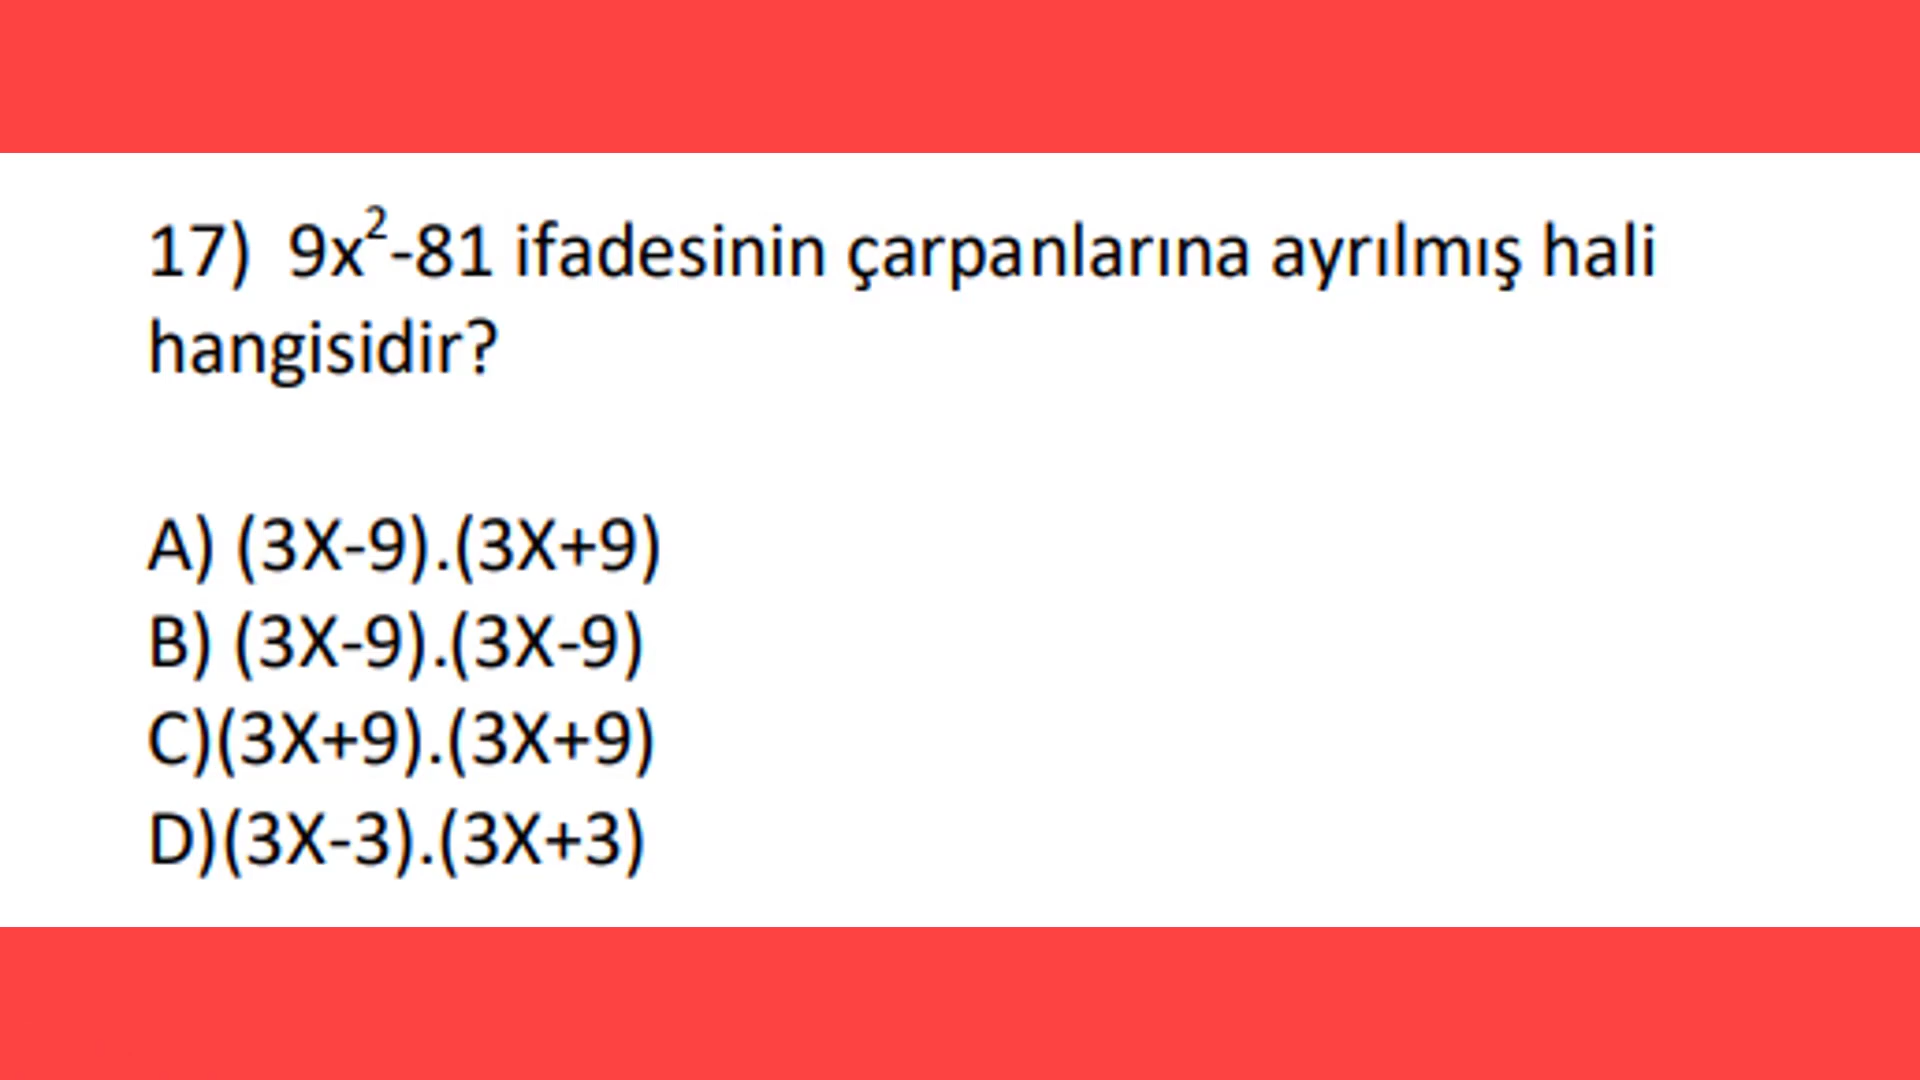 17)  9x²-81 ifadesinin çarpanlarına ayrılmış hali
hangisidir?
A) (3X-9).(3X+9)
B) (3X-9).(3X-9)
C)(3X+9).(3X+9)
D)(3X-3).(3X+3)